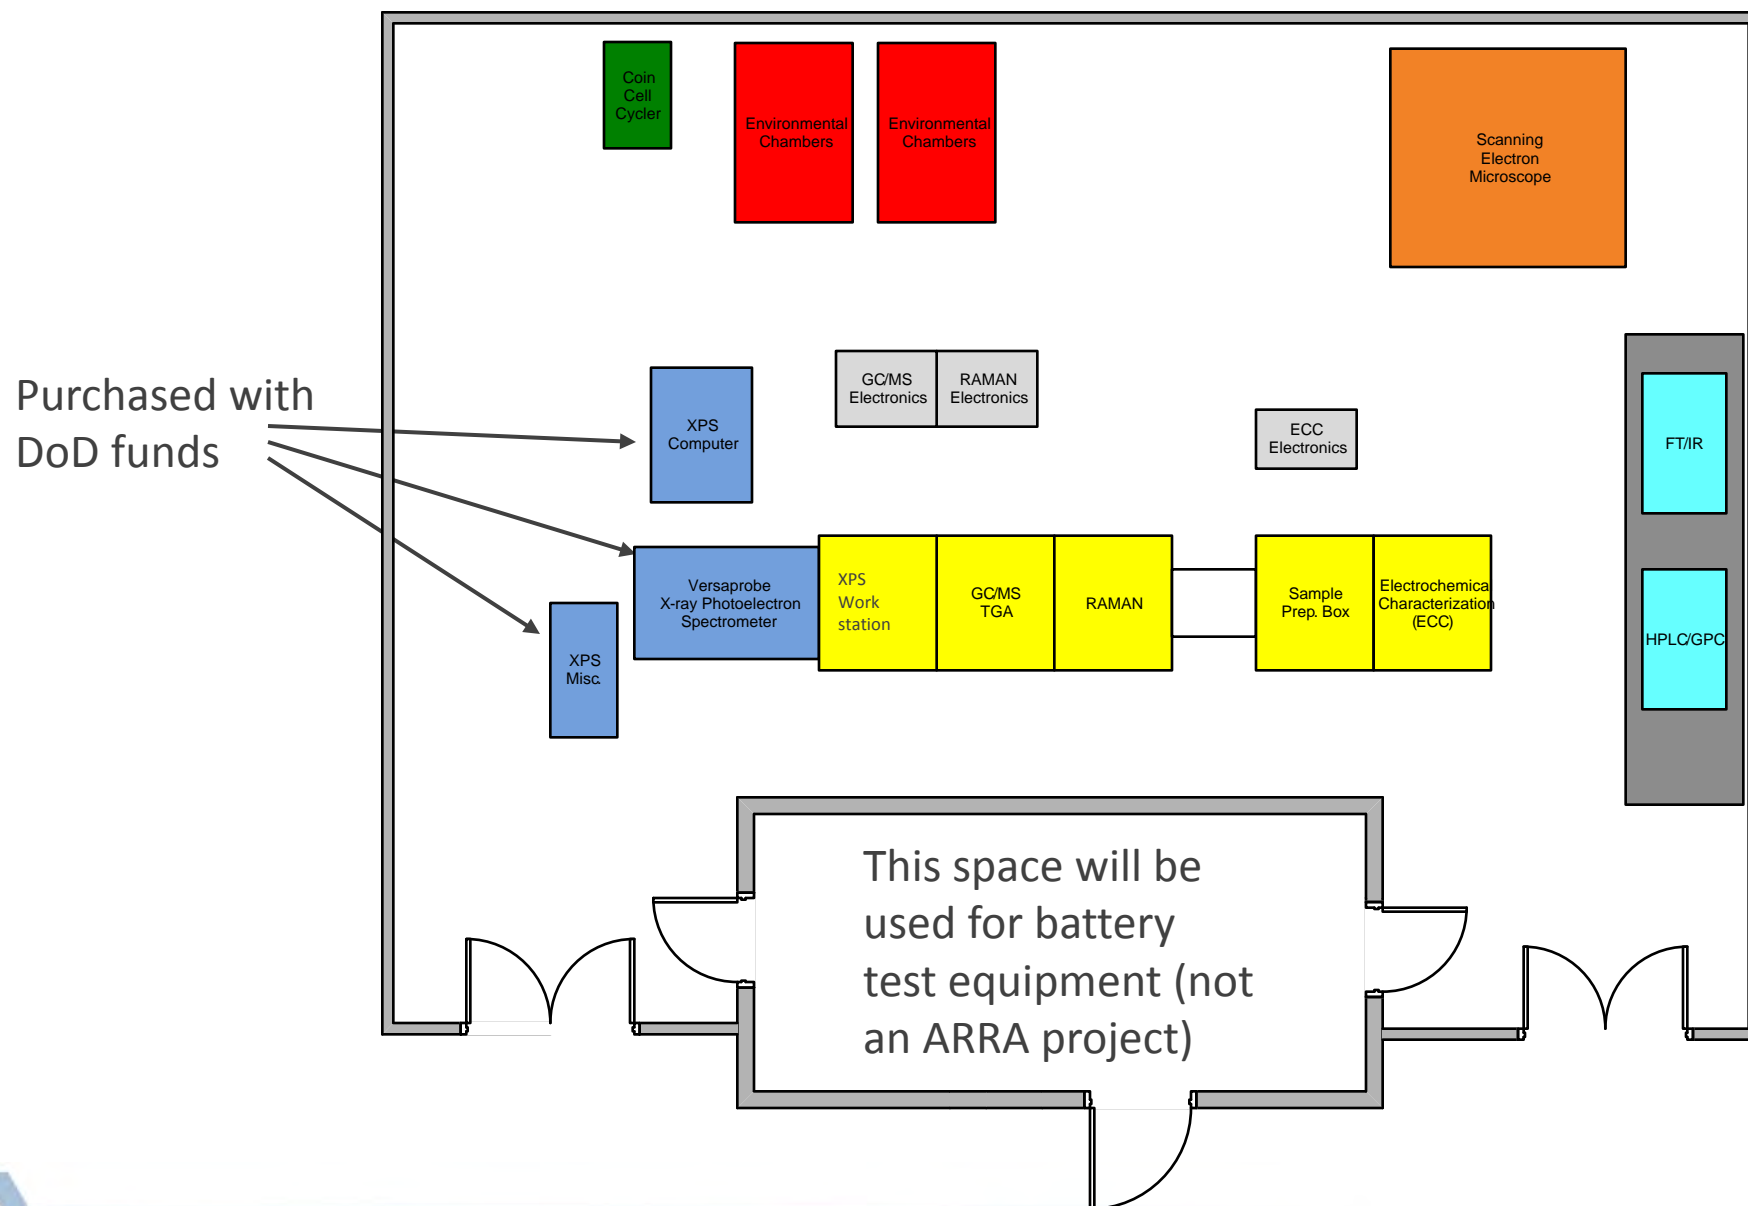 Coin
Cell
Cycler
Environmental
Chambers
Environmental
Chambers
Scanning
Electron
Microscope
Purchased with
DoD funds
XPS
Computer
GC/MS
Electronics
RAMAN
Electronics
ECC
Electronics
FT/IR
Versaprobe
X-ray Photoelectron
Spectrometer
XPS
Work
station
GC/MS
TGA
RAMAN
Sample
Prep. Box
Electrochemical
Characterization
(ECC)
HPLC/GPC
XPS
Misc.
This space will be
used for battery
test equipment (not
an ARRA project)